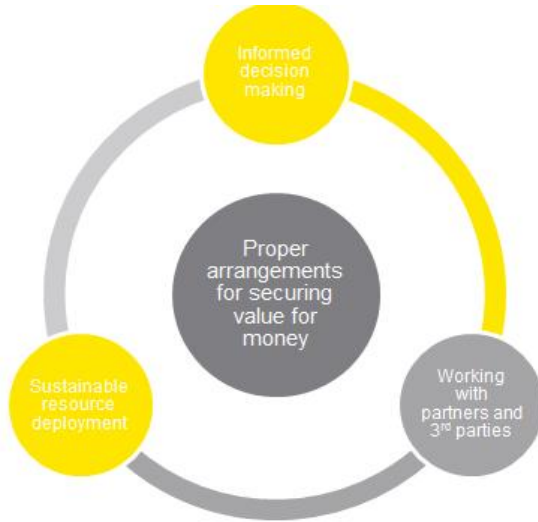 Informed
decision
making
Proper
arrangements
for securing
value for
money
Sustainable
resource
deployment
Working
with
partners and
3rd parties